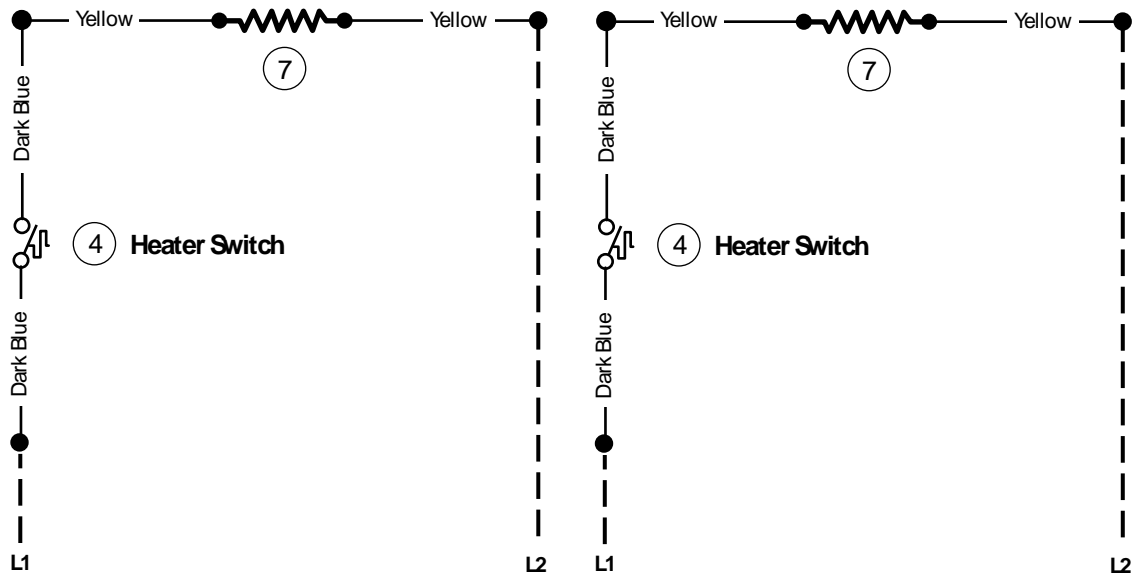 Yellow Yellow Yellow Yellow
7 7
Dark Blue Dark Blue
4 Heater Switch 4 Heater Switch
Dark Blue Dark Blue
L1 L2 L1 L2